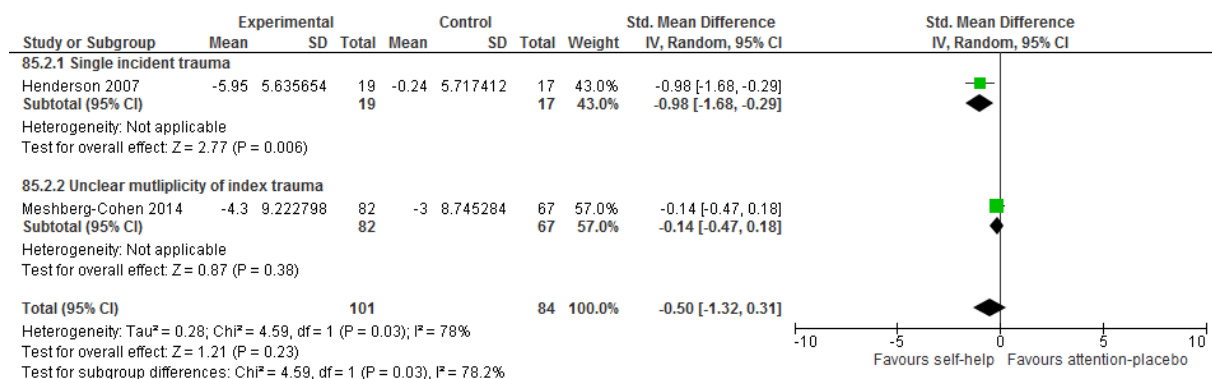 Experimental Control Std. Mean Difference Std. Mean Difference
Study or Subgroup Mean SD Total Mean SD Total Weight IV, Random, 95% CI IV, Random, 95% CI
85.2.1 Single incident trauma
Henderson 2007 -5.95 5.635654 19 -0.24 5.717412 17 43.0% -0.98 [-1.68, -0.29]
Subtotal (95% CI) 19 17 43.0% -0.98 [-1.68, -0.29]
Heterogeneity: Not applicable
Test for overall effect: Z = 2.77 (P = 0.006)
85.2.2 Unclear mutliplicity of index trauma
Meshberg-Cohen 2014 -4.3 9.222798 82 -3 8.745284 67 57.0% -0.14 [-0.47, 0.18]
Subtotal (95% CI) 82 67 57.0% -0.14 [-0.47, 0.18]
Heterogeneity: Not applicable
Test for overall effect: Z = 0.87 (P = 0.38)
Total (95% CI) 101 84 100.0% -0.50 [-1.32, 0.31]
Heterogeneity: Tau² = 0.28; Chi² = 4.59, df = 1 (P = 0.03); I² = 78%
Test for overall effect: Z = 1.21 (P = 0.23)
Test for subgroup differences: Chi² = 4.59, df = 1 (P = 0.03), I² = 78.2%
-10 -5 0 5 10
Favours self-help Favours attention-placebo